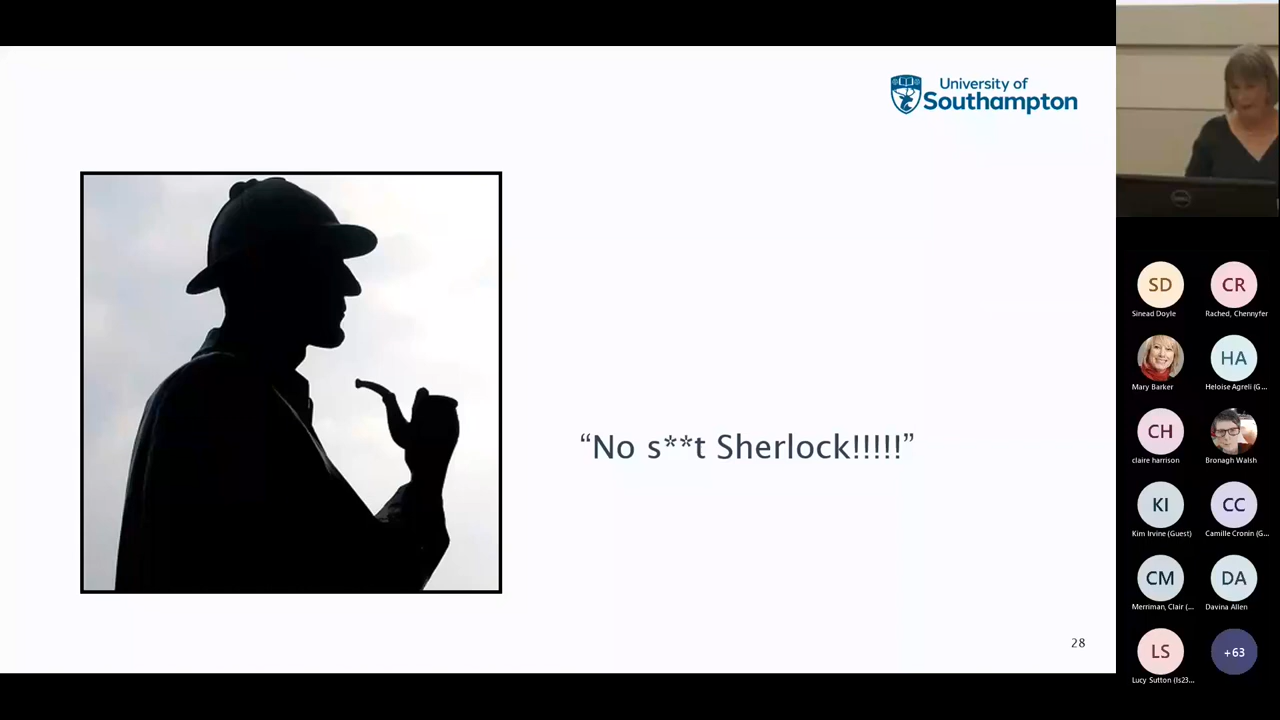 University of
Southampton
“No s**t Sherlock!!!!!”
28
SD
CR
Sinead Doyle
Rached, Chennyfer
HA
Mary Barker
Heloise Agreli (G...
CH
claire harrison
Bronagh Walsh
KI
CC
Kim Irvine (Guest)
Camille Cronin (G...
CM
DA
Merriman, Clair (...
Davina Allen
LS
+63
Lucy Sutton (ls23...